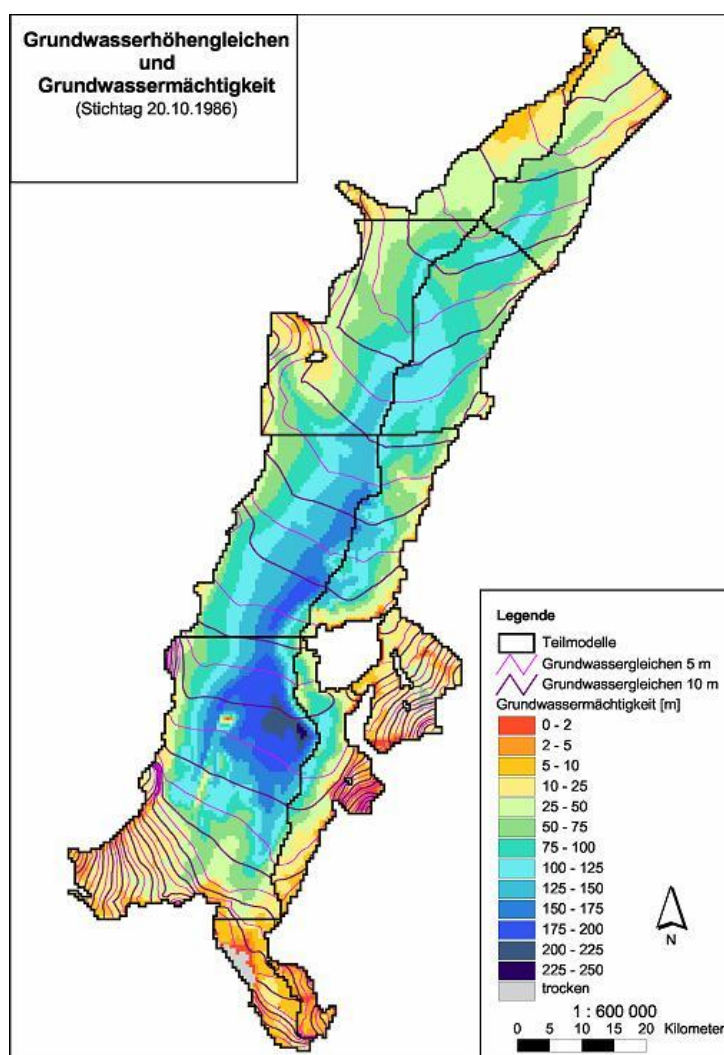 Grundwasserhöhengleichen
und
Grundwassermächtigkeit
(Stichtag 20.10.1986)
Legende
Teilmodelle
Grundwassergleichen 5 m
Grundwassergleichen 10 m
Grundwassermächtigkeit [m]
0 - 2
2 - 5
5 - 10
10 - 25
25 - 50
50 - 75
75 - 100
100 - 125
125 - 150
150 - 175
175 - 200
200 - 225
225 - 250
trocken
N
1 : 600 000
0 5 10 15 20 Kilometer